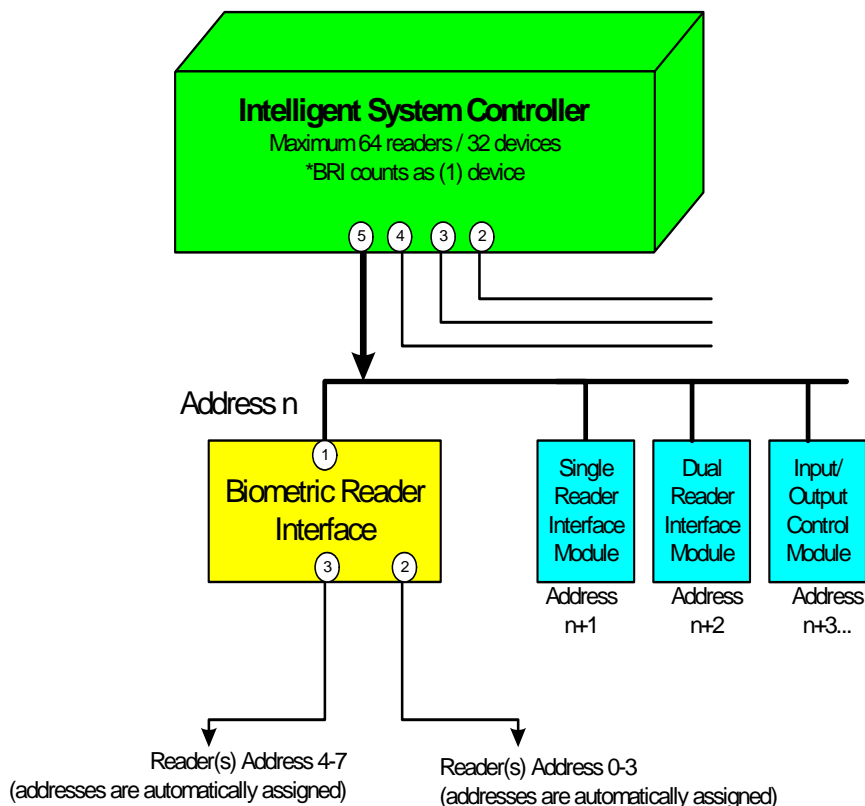 Intelligent System Controller
Maximum 64 readers / 32 devices
*BRI counts as (1) device
5
4
3
2
Address n
1
Biometric Reader
Interface
3
2
Single
Reader
Interface
Module
Address
n+1
Dual
Reader
Interface
Module
Address
n+2
Input/
Output
Control
Module
Address
n+3...
Reader(s) Address 4-7
(addresses are automatically assigned)
Reader(s) Address 0-3
(addresses are automatically assigned)